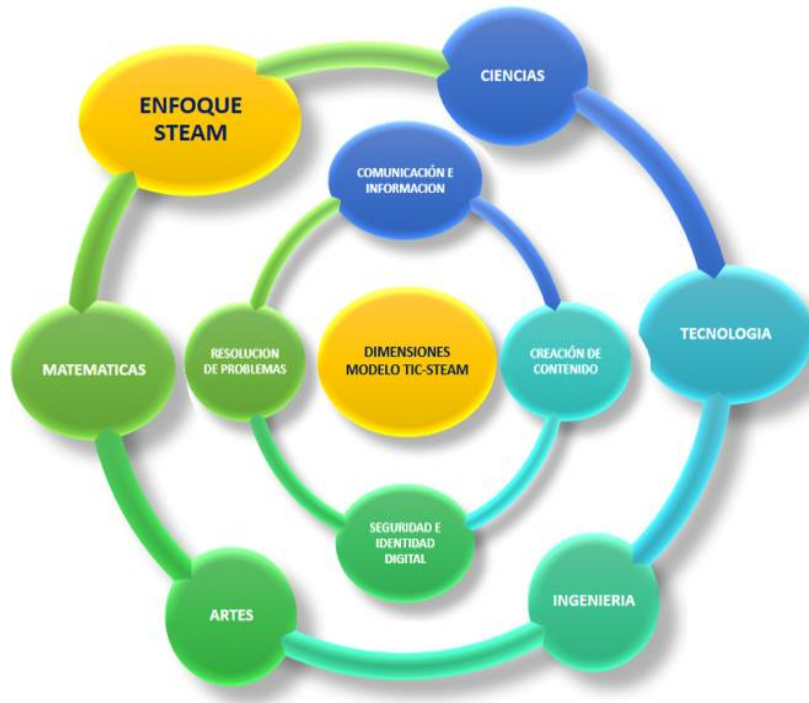 ENFOQUE
STEAM
CIENCIAS
COMUNICACIÓN E
INFORMACION
TECNOLOGIA
MATEMATICAS
RESOLUCION
DE PROBLEMAS
DIMENSIONES
MODELO TIC-STEAM
CREACIÓN DE
CONTENIDO
SEGURIDAD E
IDENTIDAD
DIGITAL
ARTES
INGENIERIA